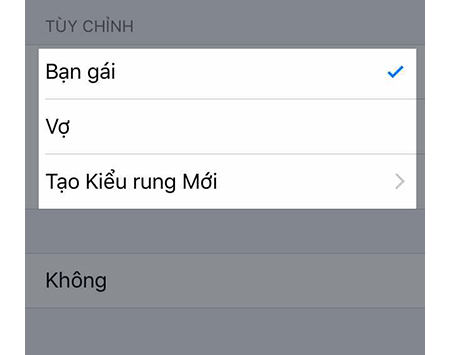 TÙY CHỈNH
Bạn gái
Vợ
Tạo Kiểu rung Mới
Không